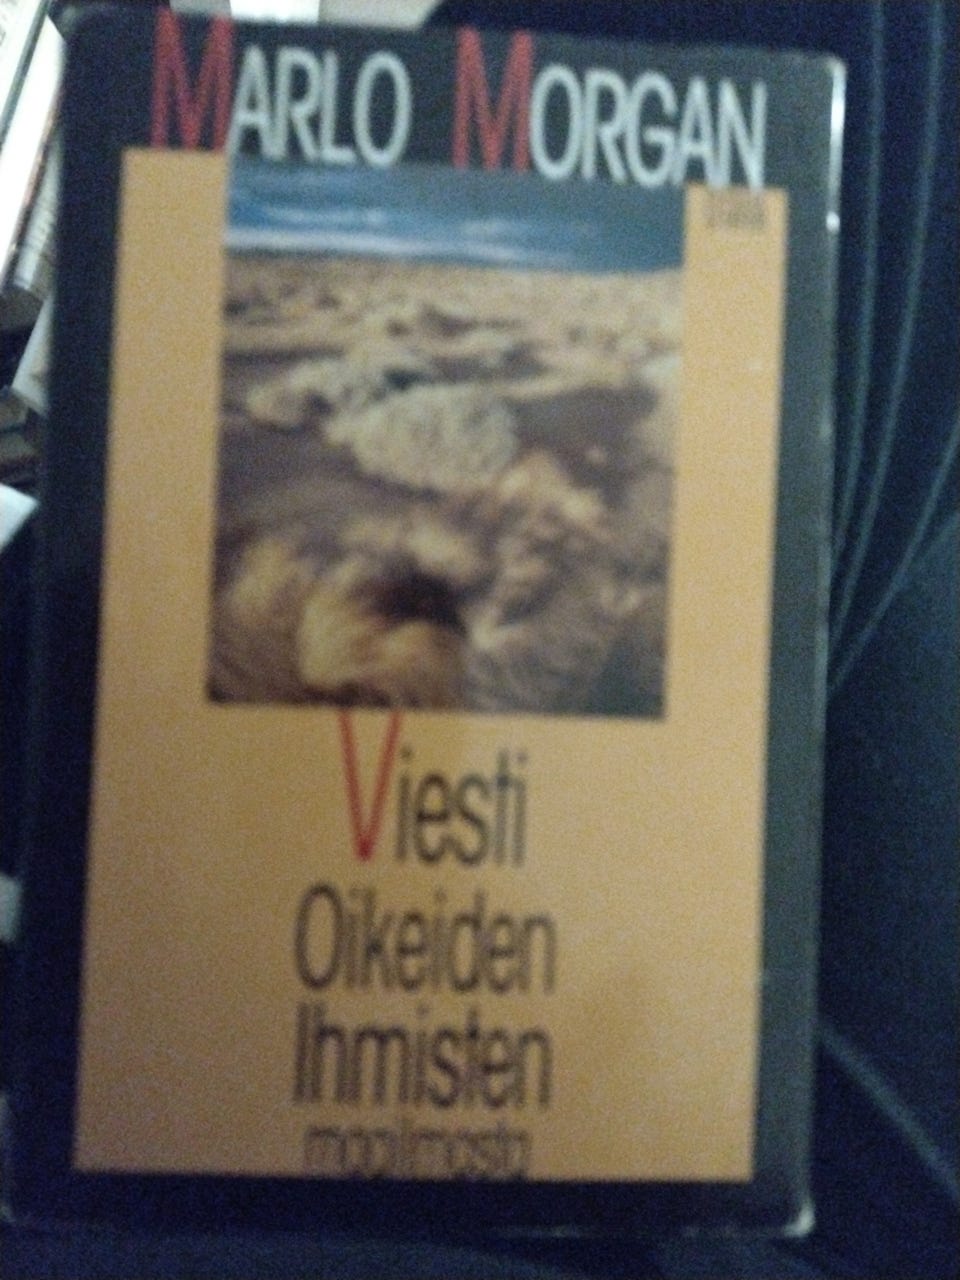 MARLO MORGAN
Viesti
Oikeiden
Ihmisten
maailmasta